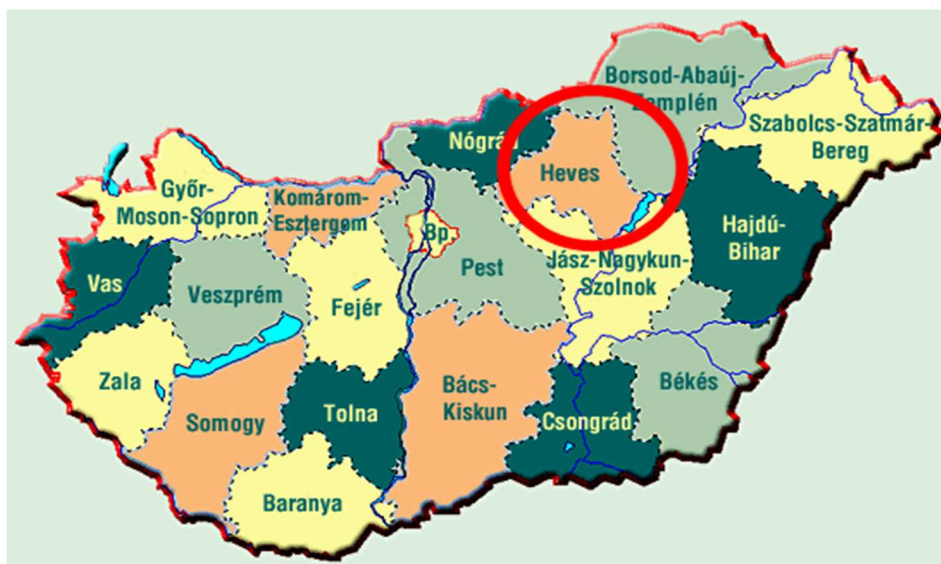 Borsod-Abaúj-
Zemplén
Szabolcs-Szatmár-
Bereg
Nógrád
Heves
Győr-
Moson-Sopron
Komárom-
Esztergom
Hajdú-
Bihar
Bp.
Pest
Jász-Nagykun-
Szolnok
Vas
Veszprém
Fejér
Zala
Somogy
Tolna
Bács-
Kiskun
Csongrád
Békés
Baranya